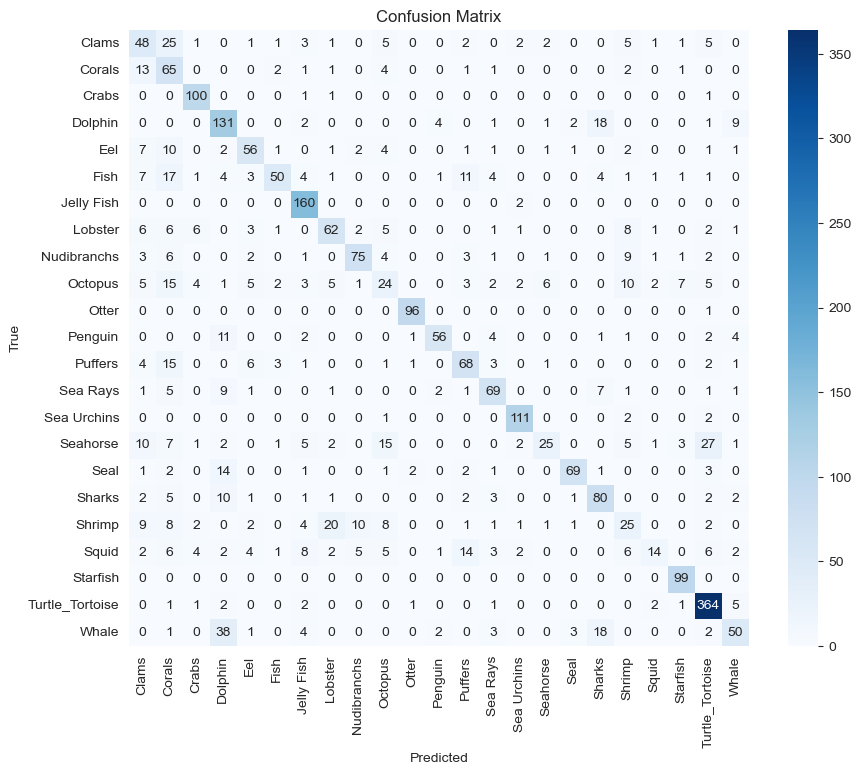 Confusion Matrix
Clams 48 25 1 0 1 1 3 1 0 5 0 0 2 0 2 2 0 0 5 1 1 5 0
Corals 13 65 0 0 0 2 1 1 0 4 0 0 1 1 0 0 0 0 2 0 1 0 0
Crabs 0 0 100 0 0 0 1 1 0 0 0 0 0 0 0 0 0 0 0 0 0 1 0
Dolphin 0 0 0 131 0 0 2 0 0 0 0 4 0 1 0 1 2 18 0 0 0 1 9
Eel 7 10 0 2 56 1 0 1 2 4 0 0 1 1 0 1 1 0 2 0 0 1 1
Fish 7 17 1 4 3 50 4 1 0 0 0 1 11 4 0 0 0 4 1 1 1 1 0
Jelly Fish 0 0 0 0 0 0 160 0 0 0 0 0 0 0 2 0 0 0 0 0 0 0 0
Lobster 6 6 6 0 3 1 0 62 2 5 0 0 0 1 1 0 0 0 8 1 0 2 1
Nudibranchs 3 6 0 0 2 0 1 0 75 4 0 0 3 1 0 1 0 0 9 1 1 2 0
Octopus 5 15 4 1 5 2 3 5 1 24 0 0 3 2 2 6 0 0 10 2 7 5 0
Otter 0 0 0 0 0 0 0 0 0 0 96 0 0 0 0 0 0 0 0 0 0 1 0
Penguin 0 0 0 11 0 0 2 0 0 0 1 56 0 4 0 0 0 1 1 0 0 2 4
Puffers 4 15 0 0 6 3 1 0 0 1 1 0 68 3 0 1 0 0 0 0 0 2 1
Sea Rays 1 5 0 9 1 0 0 1 0 0 0 2 1 69 0 0 0 7 1 0 0 1 1
Sea Urchins 0 0 0 0 0 0 0 0 0 1 0 0 0 0 111 0 0 0 2 0 0 2 0
Seahorse 10 7 1 2 0 1 5 2 0 15 0 0 0 0 2 25 0 0 5 1 3 27 1
Seal 1 2 0 14 0 0 1 0 0 1 2 0 2 1 0 0 69 1 0 0 0 3 0
Sharks 2 5 0 10 1 0 1 1 0 0 0 0 2 3 0 0 1 80 0 0 0 2 2
Shrimp 9 8 2 0 2 0 4 20 10 8 0 0 1 1 1 1 1 0 25 0 0 2 0
Squid 2 6 4 2 4 1 8 2 5 5 0 1 14 3 2 0 0 0 6 14 0 6 2
Starfish 0 0 0 0 0 0 0 0 0 0 0 0 0 0 0 0 0 0 0 0 99 0 0
Turtle_Tortoise 0 1 1 2 0 0 2 0 0 0 1 0 0 1 0 0 0 0 0 2 1 364 5
Whale 0 1 0 38 1 0 4 0 0 0 0 2 0 3 0 0 3 18 0 0 0 2 50
True
Clams
Corals
Crabs
Dolphin
Eel
Fish
Jelly Fish
Lobster
Nudibranchs
Octopus
Otter
Penguin
Puffers
Sea Rays
Sea Urchins
Seahorse
Seal
Sharks
Shrimp
Squid
Starfish
Turtle_Tortoise
Whale
Predicted
350
300
250
200
150
100
50
0